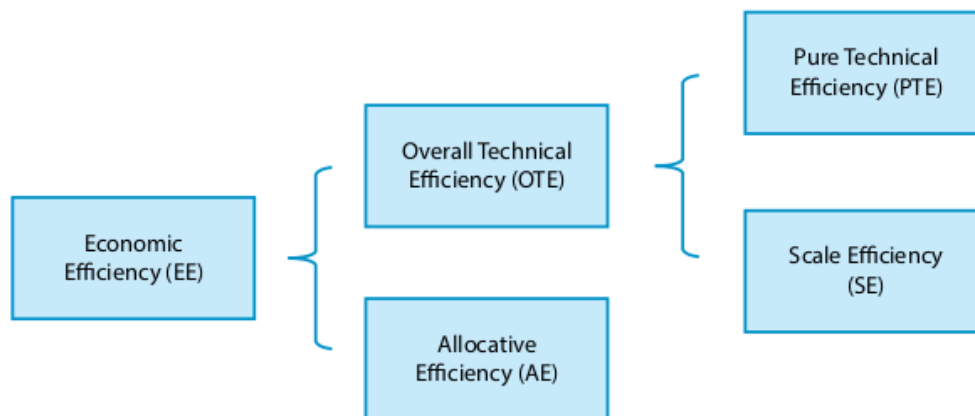 Economic
Efficiency (EE)
Overall Technical
Efficiency (OTE)
Allocative
Efficiency (AE)
Pure Technical
Efficiency (PTE)
Scale Efficiency
(SE)